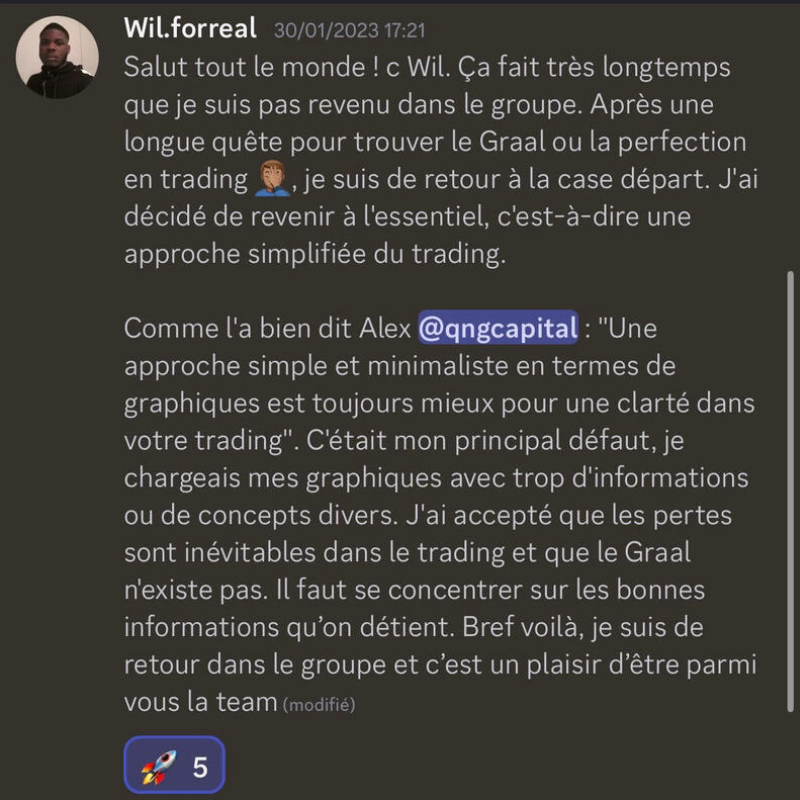 Wil.forreal 30/01/2023 17:21
Salut tout le monde ! c Wil. Ça fait très longtemps
que je suis pas revenu dans le groupe. Après une
longue quête pour trouver le Graal ou la perfection
en trading 🤦🏽‍♂️, je suis de retour à la case départ. J'ai
décidé de revenir à l'essentiel, c'est-à-dire une
approche simplifiée du trading.
Comme l'a bien dit Alex @qngcapital : "Une
approche simple et minimaliste en termes de
graphiques est toujours mieux pour une clarté dans
votre trading". C'était mon principal défaut, je
chargeais mes graphiques avec trop d'informations
ou de concepts divers. J'ai accepté que les pertes
sont inévitables dans le trading et que le Graal
n'existe pas. Il faut se concentrer sur les bonnes
informations qu’on détient. Bref voilà, je suis de
retour dans le groupe et c’est un plaisir d’être parmi
vous la team (modifié)
🚀 5